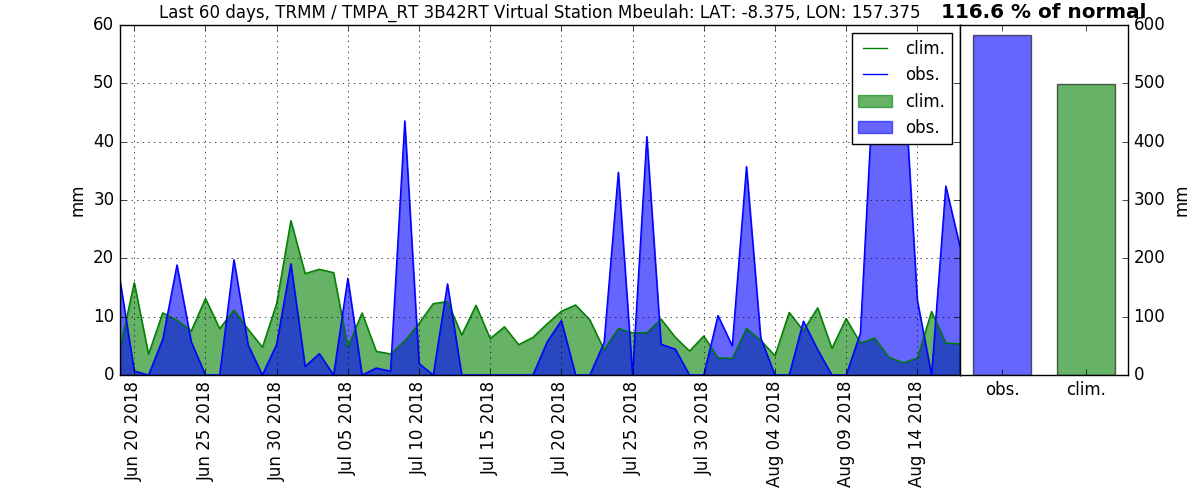 Last 60 days, TRMM / TMPA_RT 3B42RT Virtual Station Mbeulah: LAT: -8.375, LON: 157.375
116.6 % of normal
60
50
40
30
20
10
0
mm
clim.
obs.
clim.
obs.
600
500
400
300
200
100
0
mm
Jun 20 2018
Jun 25 2018
Jun 30 2018
Jul 05 2018
Jul 10 2018
Jul 15 2018
Jul 20 2018
Jul 25 2018
Jul 30 2018
Aug 04 2018
Aug 09 2018
Aug 14 2018
obs.
clim.